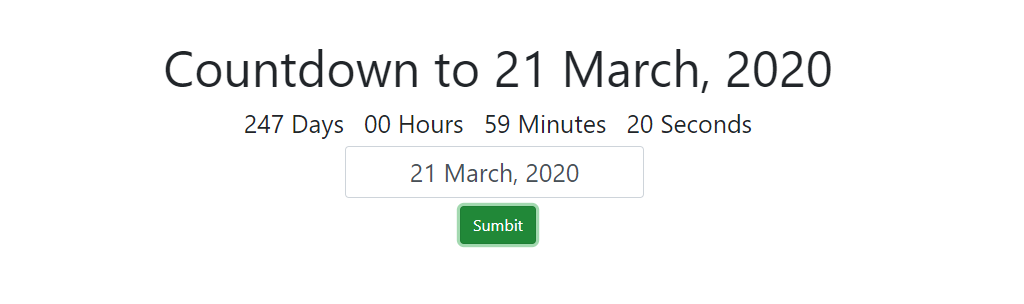 Countdown to 21 March, 2020
247 Days 00 Hours 59 Minutes 20 Seconds
21 March, 2020
Sumbit